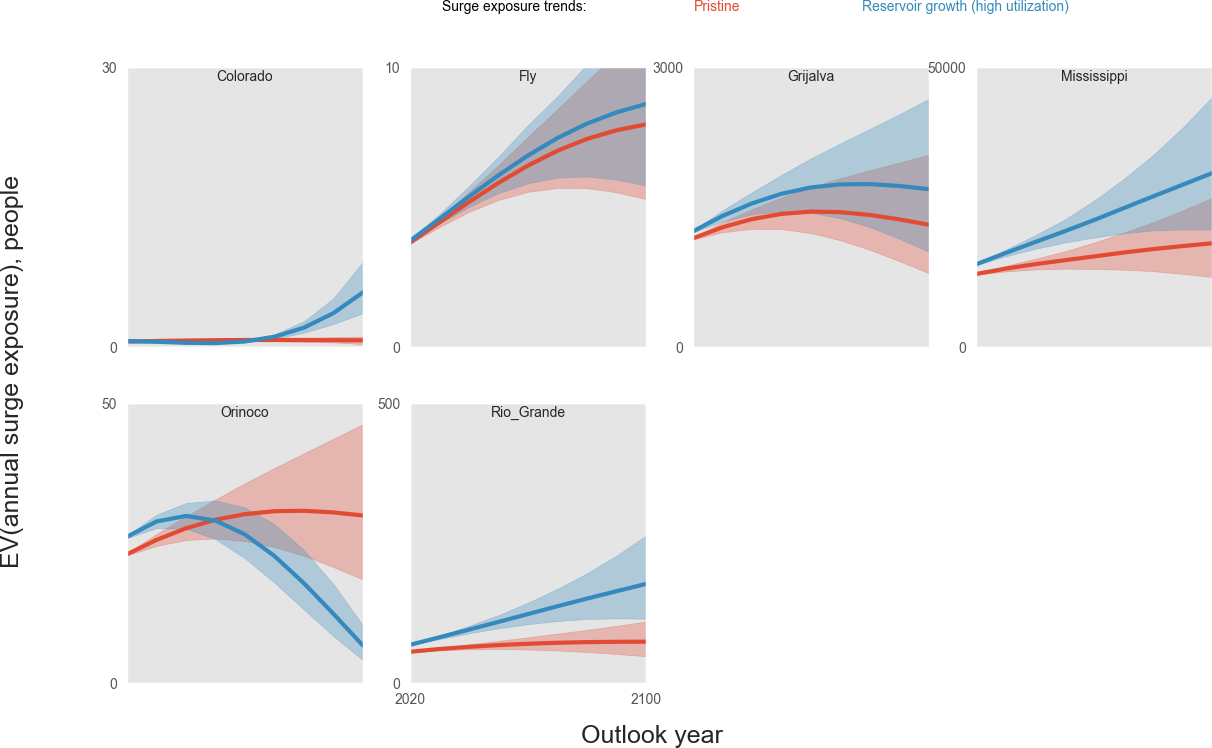 Surge exposure trends: Pristine Reservoir growth (high utilization)
30 Colorado 0
10 Fly 0
3000 Grijalva 0
50000 Mississippi 0
EV(annual surge exposure), people
50 Orinoco 0
500 Rio_Grande 0
2020 2100
Outlook year